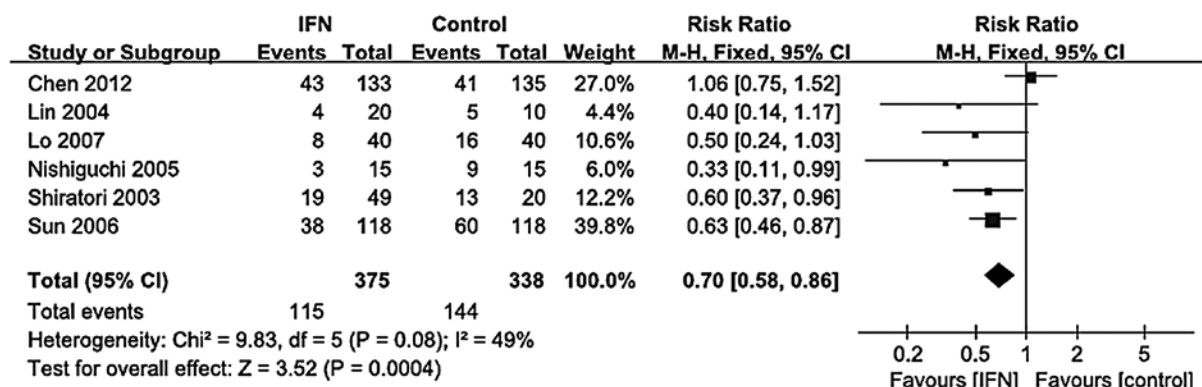 IFN Control Risk Ratio Risk Ratio
Study or Subgroup Events Total Events Total Weight M-H, Fixed, 95% CI M-H, Fixed, 95% CI
Chen 2012 43 133 41 135 27.0% 1.06 [0.75, 1.52]
Lin 2004 4 20 5 10 4.4% 0.40 [0.14, 1.17]
Lo 2007 8 40 16 40 10.6% 0.50 [0.24, 1.03]
Nishiguchi 2005 3 15 9 15 6.0% 0.33 [0.11, 0.99]
Shiratori 2003 19 49 13 20 12.2% 0.60 [0.37, 0.96]
Sun 2006 38 118 60 118 39.8% 0.63 [0.46, 0.87]
Total (95% CI) 375 338 100.0% 0.70 [0.58, 0.86]
Total events 115 144
Heterogeneity: Chi² = 9.83, df = 5 (P = 0.08); I² = 49%
Test for overall effect: Z = 3.52 (P = 0.0004)
0.2 0.5 1 2 5
Favours [IFN] Favours [control]